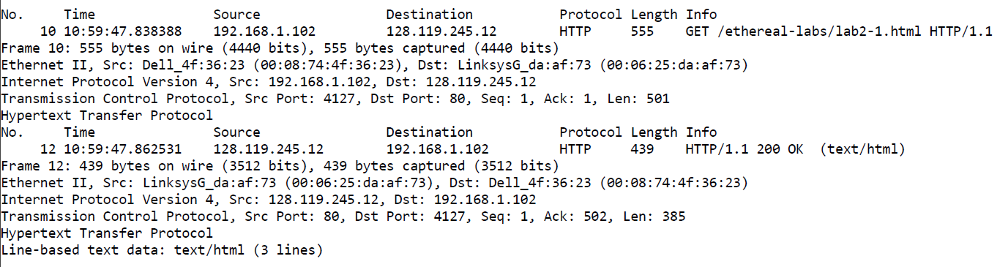 No. Time Source Destination Protocol Length Info
10 10:59:47.838388 192.168.1.102 128.119.245.12 HTTP 555 GET /ethereal-labs/lab2-1.html HTTP/1.1
Frame 10: 555 bytes on wire (4440 bits), 555 bytes captured (4440 bits)
Ethernet II, Src: Dell_4f:36:23 (00:08:74:4f:36:23), Dst: LinksysG_da:af:73 (00:06:25:da:af:73)
Internet Protocol Version 4, Src: 192.168.1.102, Dst: 128.119.245.12
Transmission Control Protocol, Src Port: 4127, Dst Port: 80, Seq: 1, Ack: 1, Len: 501
Hypertext Transfer Protocol
No. Time Source Destination Protocol Length Info
12 10:59:47.862531 128.119.245.12 192.168.1.102 HTTP 439 HTTP/1.1 200 OK (text/html)
Frame 12: 439 bytes on wire (3512 bits), 439 bytes captured (3512 bits)
Ethernet II, Src: LinksysG_da:af:73 (00:06:25:da:af:73), Dst: Dell_4f:36:23 (00:08:74:4f:36:23)
Internet Protocol Version 4, Src: 128.119.245.12, Dst: 192.168.1.102
Transmission Control Protocol, Src Port: 80, Dst Port: 4127, Seq: 1, Ack: 502, Len: 385
Hypertext Transfer Protocol
Line-based text data: text/html (3 lines)